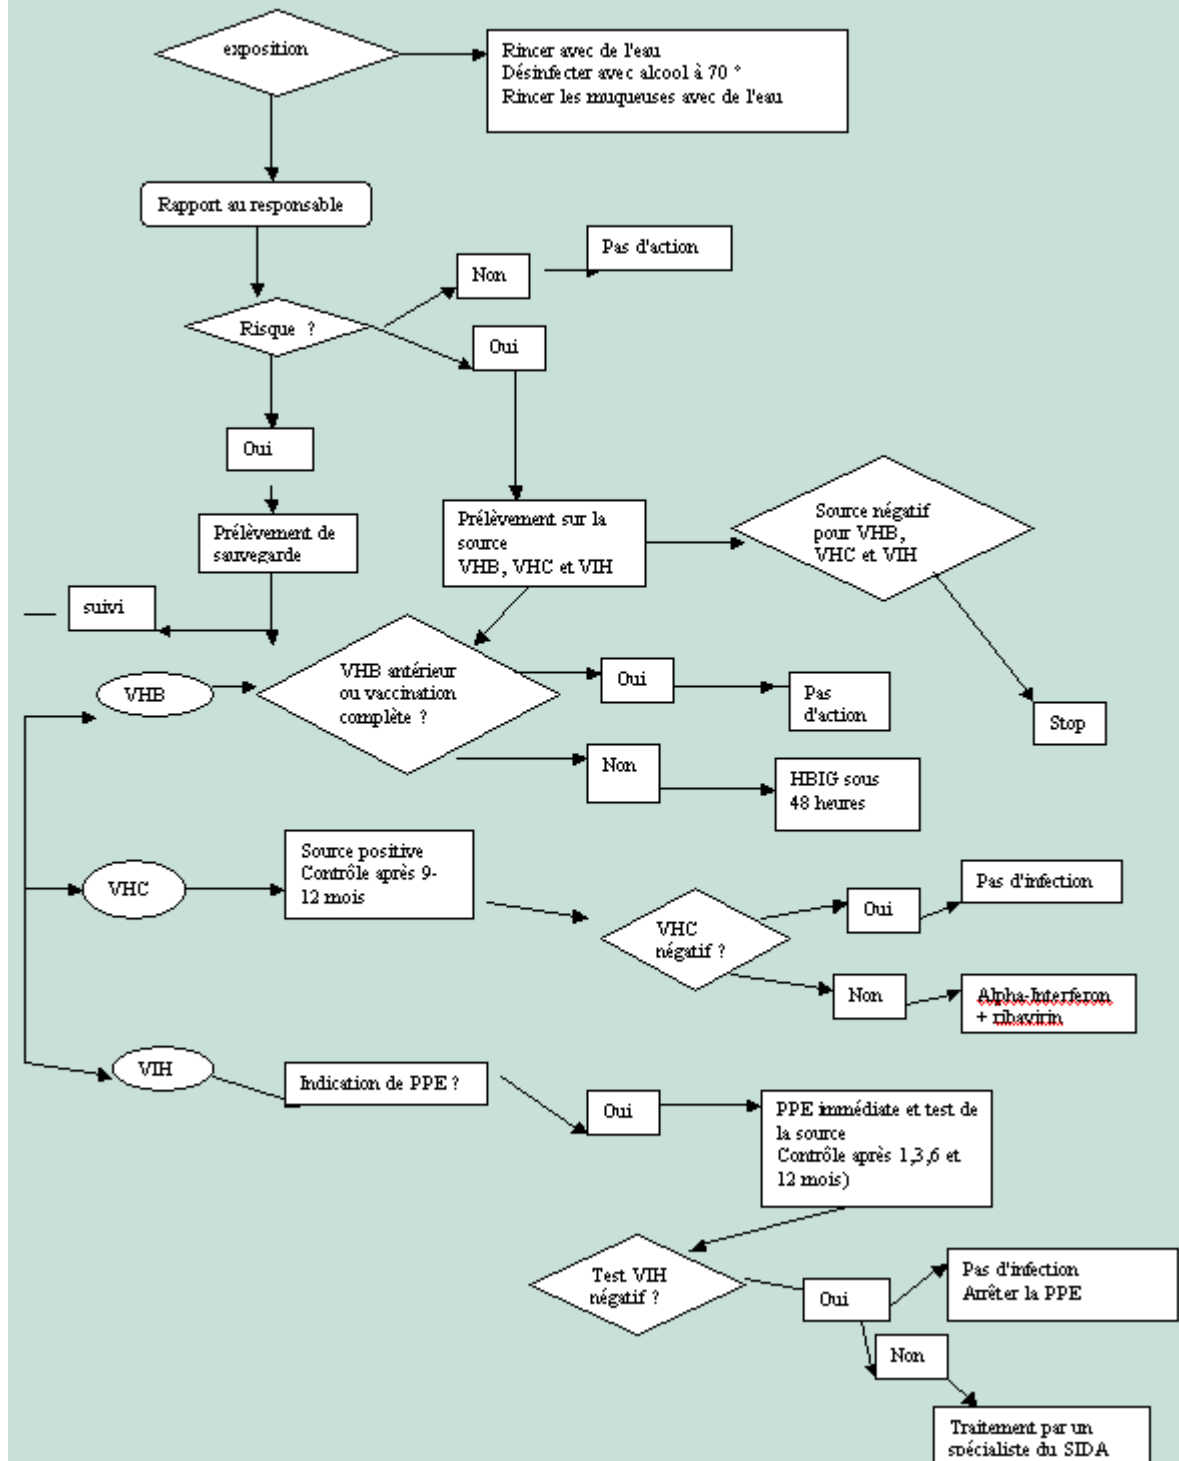 exposition
Rincer avec de l'eau
Désinfecter avec alcool à 70 °
Rincer les muqueuses avec de l'eau
Rapport au responsable
Pas d'action
Non
Risque ?
Oui
Oui
Prélèvement de
sauvegarde
Prélèvement sur la
source
VHB, VHC et VIH
Source négatif
pour VHB,
VHC et VIH
suivi
VHB
VHB antérieur
ou vaccination
complète ?
Oui
Pas
d'action
Stop
Non
HBIG sous
48 heures
VHC
Source positive
Contrôle après 9-
12 mois
VHC
négatif ?
Oui
Pas d'infection
Non
Alpha-Interferon
+ ribavirin
VIH
Indication de PPE ?
Oui
PPE immédiate et test de
la source
Contrôle après 1,3,6 et
12 mois)
Test VIH
négatif ?
Oui
Pas d'infection
Arrêter la PPE
Non
Traitement par un
spécialiste du SIDA